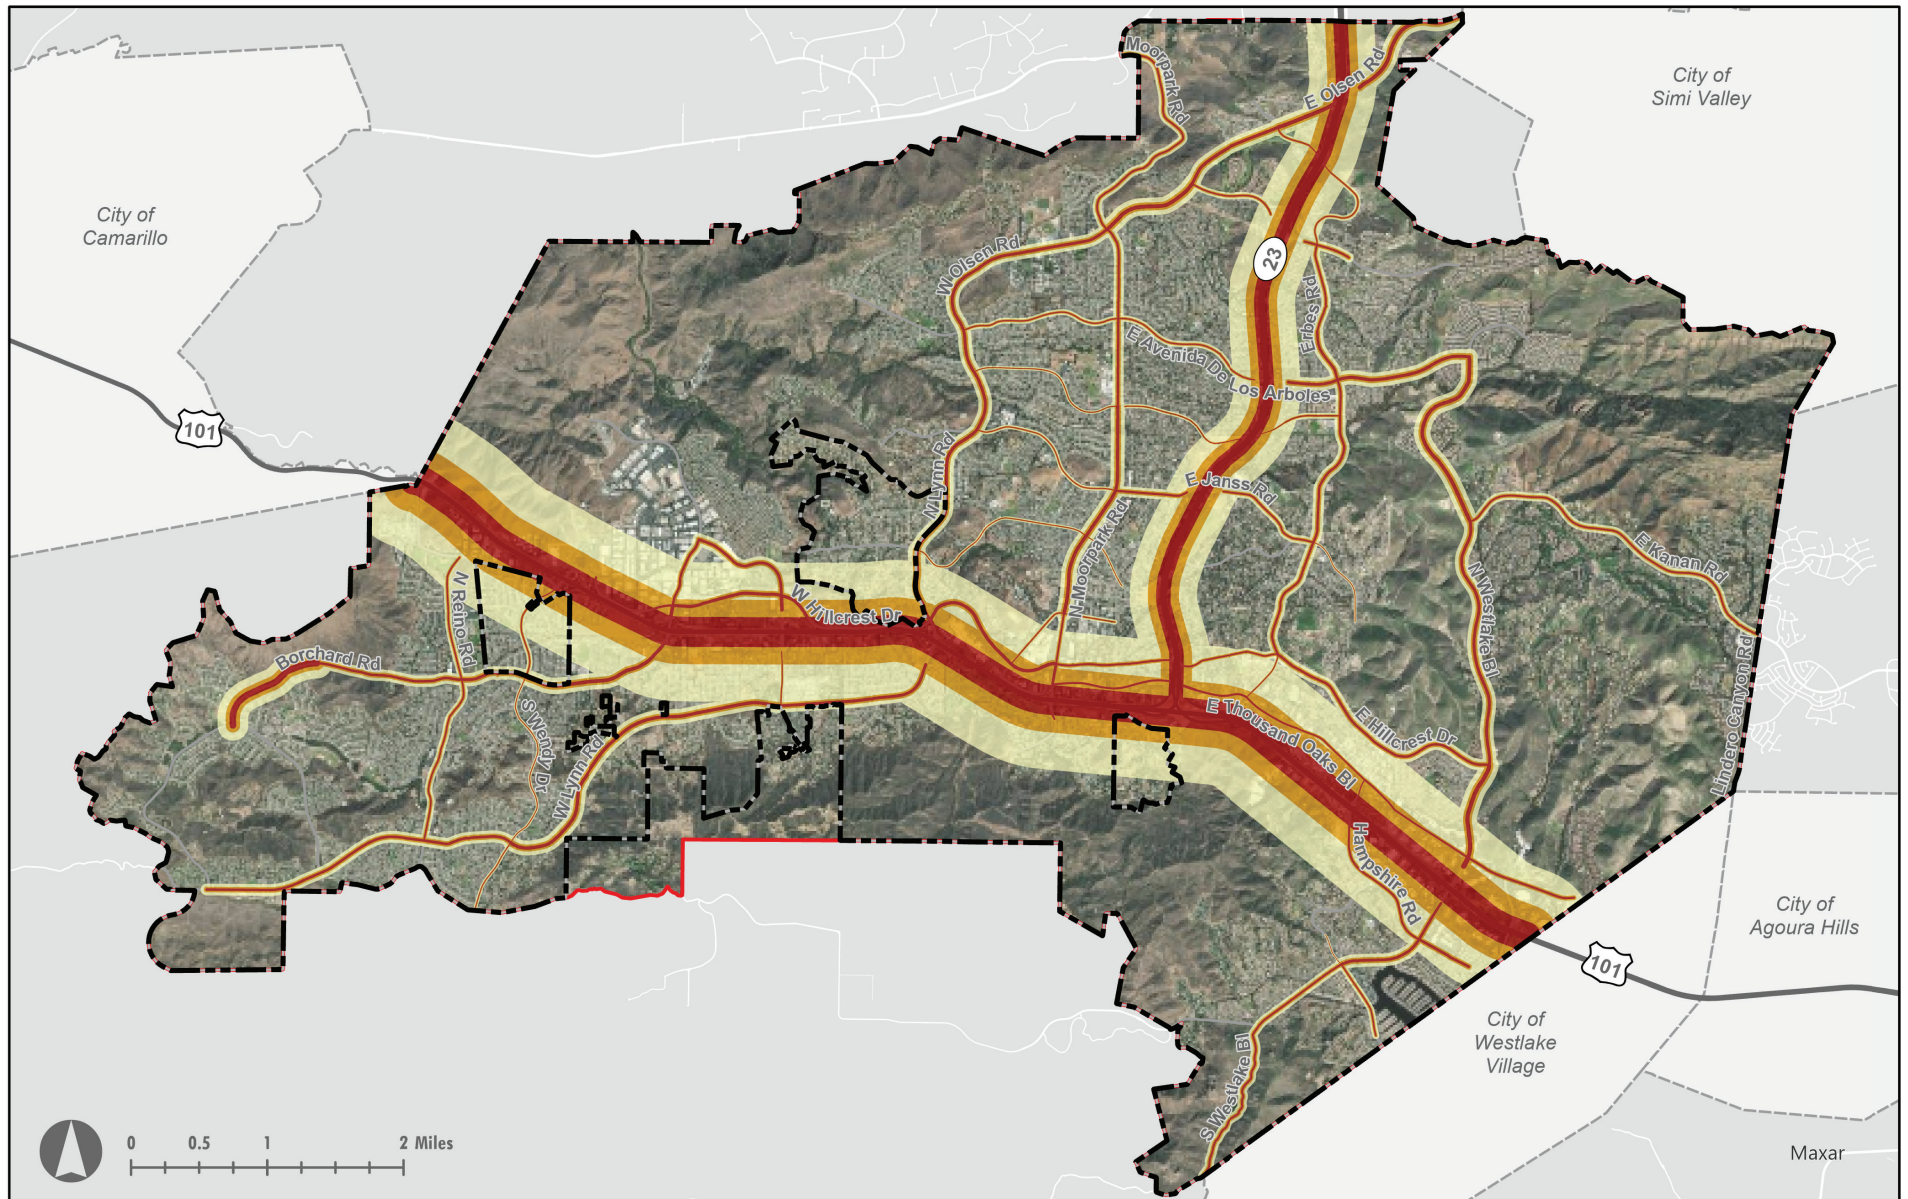 Moorpark Rd
E Olsen Rd
City of
Simi Valley
City of
Camarillo
W Olsen Rd
23
Erbes Rd
E Avenida De Los Arboles
101
N Lynn Rd
E Janss Rd
N Moorpark Rd
E Kanan Rd
N Reino Rd
W Hillcrest Dr
N Westlake Bl
Borchard Rd
Lindero Canyon Rd
S Wendy Dr
W Lynn Rd
E Thousand Oaks Bl
E Hillcrest Dr
Hampshire Rd
City of
Agoura Hills
101
City of
Westlake
Village
S Westlake Bl
0 0.5 1 2 Miles
Maxar